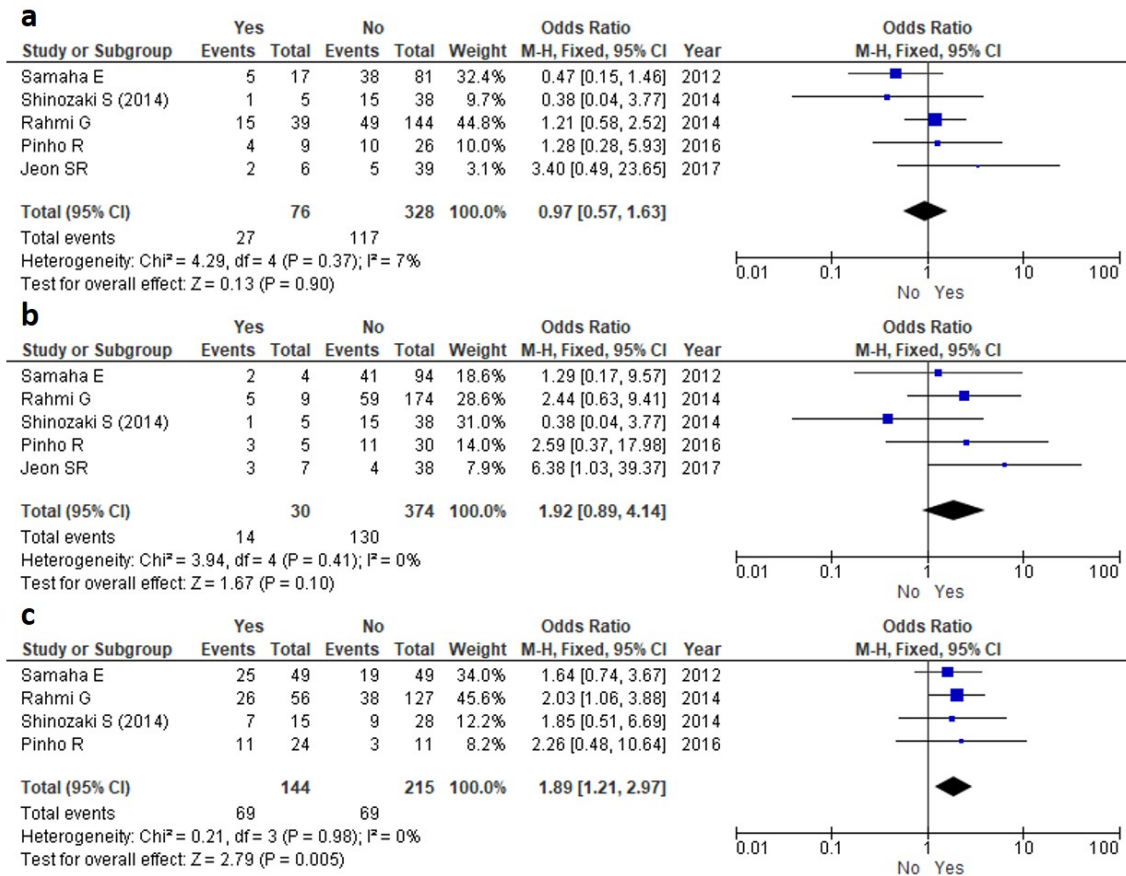 a
Yes No Odds Ratio Odds Ratio
Study or Subgroup Events Total Events Total Weight M-H, Fixed, 95% CI Year M-H, Fixed, 95% CI
Samaha E 5 17 38 81 32.4% 0.47 [0.15, 1.46] 2012
Shinozaki S (2014) 1 5 15 38 9.7% 0.38 [0.04, 3.77] 2014
Rahmi G 15 39 49 144 44.8% 1.21 [0.58, 2.52] 2014
Pinho R 4 9 10 26 10.0% 1.28 [0.28, 5.93] 2016
Jeon SR 2 6 5 39 3.1% 3.40 [0.49, 23.65] 2017
Total (95% CI) 76 328 100.0% 0.97 [0.57, 1.63]
Total events 27 117
Heterogeneity: Chi² = 4.29, df = 4 (P = 0.37); I² = 7%
Test for overall effect: Z = 0.13 (P = 0.90)
0.01 0.1 1 10 100
No Yes
b
Yes No Odds Ratio Odds Ratio
Study or Subgroup Events Total Events Total Weight M-H, Fixed, 95% CI Year M-H, Fixed, 95% CI
Samaha E 2 4 41 94 18.6% 1.29 [0.17, 9.57] 2012
Rahmi G 5 9 59 174 28.6% 2.44 [0.63, 9.41] 2014
Shinozaki S (2014) 1 5 15 38 31.0% 0.38 [0.04, 3.77] 2014
Pinho R 3 5 11 30 14.0% 2.59 [0.37, 17.98] 2016
Jeon SR 3 7 4 38 7.9% 6.38 [1.03, 39.37] 2017
Total (95% CI) 30 374 100.0% 1.92 [0.89, 4.14]
Total events 14 130
Heterogeneity: Chi² = 3.94, df = 4 (P = 0.41); I² = 0%
Test for overall effect: Z = 1.67 (P = 0.10)
0.01 0.1 1 10 100
No Yes
c
Yes No Odds Ratio Odds Ratio
Study or Subgroup Events Total Events Total Weight M-H, Fixed, 95% CI Year M-H, Fixed, 95% CI
Samaha E 25 49 19 49 34.0% 1.64 [0.74, 3.67] 2012
Rahmi G 26 56 38 127 45.6% 2.03 [1.06, 3.88] 2014
Shinozaki S (2014) 7 15 9 28 12.2% 1.85 [0.51, 6.69] 2014
Pinho R 11 24 3 11 8.2% 2.26 [0.48, 10.64] 2016
Total (95% CI) 144 215 100.0% 1.89 [1.21, 2.97]
Total events 69 69
Heterogeneity: Chi² = 0.21, df = 3 (P = 0.98); I² = 0%
Test for overall effect: Z = 2.79 (P = 0.005)
0.01 0.1 1 10 100
No Yes